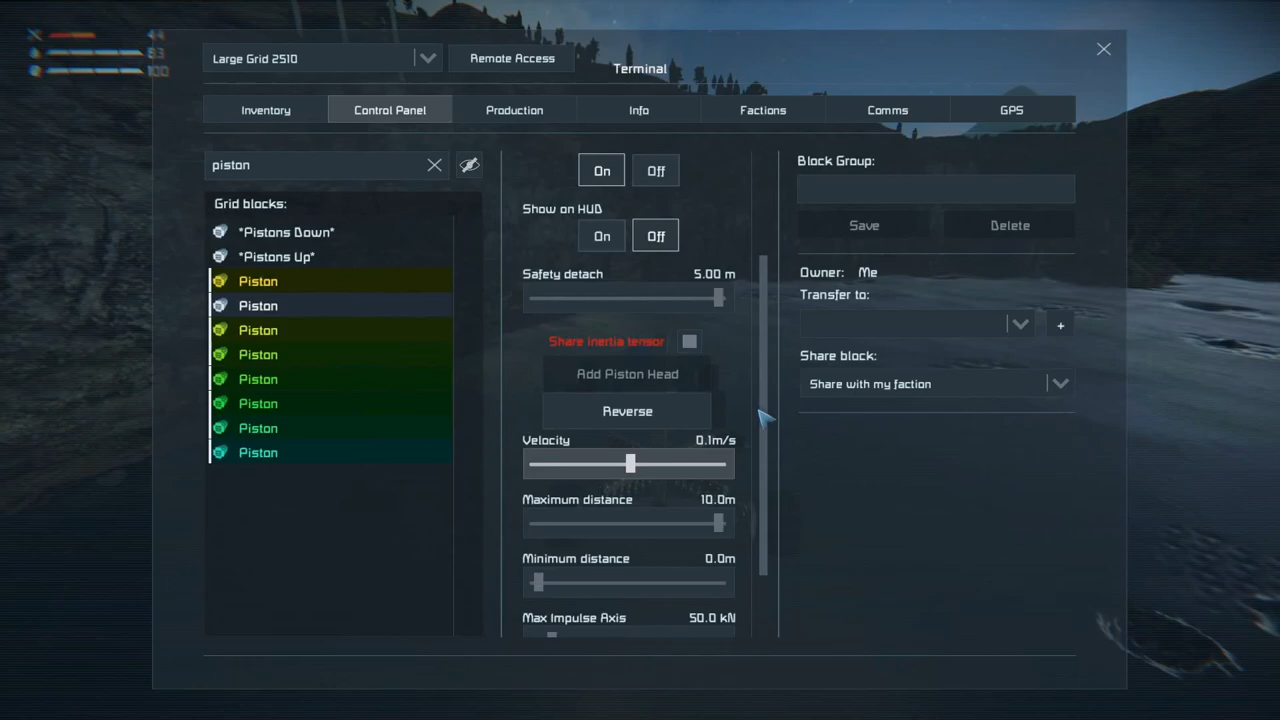 44
83
100
Large Grid 2510
Remote Access
Terminal
Inventory
Control Panel
Production
Info
Factions
Comms
GPS
piston
Grid blocks:
*Pistons Down*
*Pistons Up*
Piston
Piston
Piston
Piston
Piston
Piston
Piston
Piston
On
Off
Show on HUD
On
Off
Safety detach 5.00 m
Share inertia tensor
Add Piston Head
Reverse
Velocity 0.1m/s
Maximum distance 10.0m
Minimum distance 0.0m
Max Impulse Axis 50.0 kN
Block Group:
Save
Delete
Owner: Me
Transfer to:
+
Share block:
Share with my faction